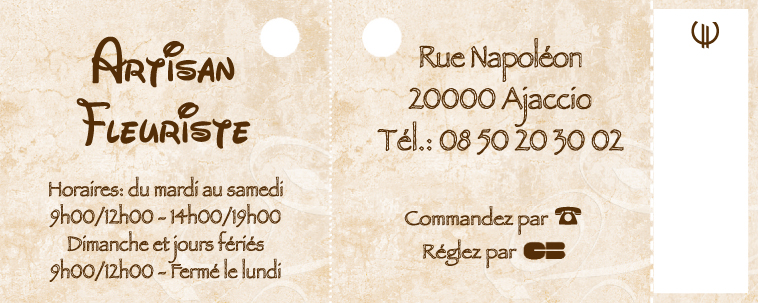 Artisan
Fleuriste
Horaires: du mardi au samedi
9h00/12h00 - 14h00/19h00
Dimanche et jours fériés
9h00/12h00 - Fermé le lundi
Rue Napoléon
20000 Ajaccio
Tél.: 08 50 20 30 02
Commandez par ☎
Réglez par CB